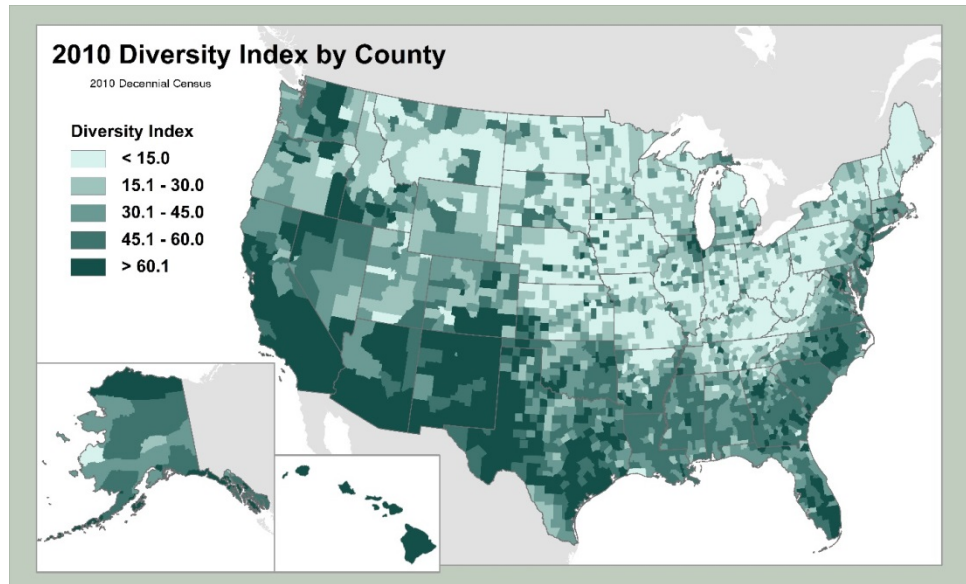 2010 Diversity Index by County
2010 Decennial Census
Diversity Index
< 15.0
15.1 - 30.0
30.1 - 45.0
45.1 - 60.0
> 60.1